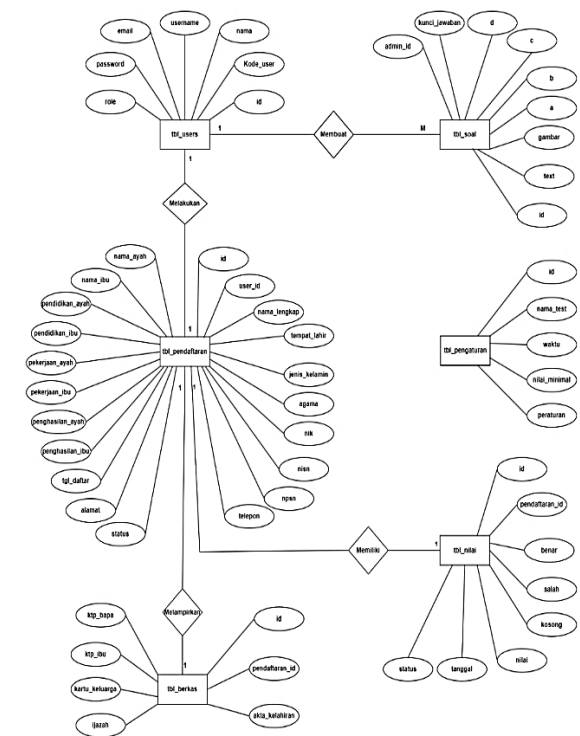 username
email
nama
password
Kode_user
role
id
tbl_users
1
Membuat
M
tbl_soal
kunci_jawaban
d
admin_id
c
b
a
gambar
text
id
1
Melakukan
nama_ayah
id
nama_ibu
user_id
pendidikan_ayah
nama_lengkap
pendidikan_ibu
1
tempat_lahir
pekerjaan_ayah
tbl_pendaftaran
jenis_kelamin
pekerjaan_ibu
1
1
agama
penghasilan_ayah
nik
penghasilan_ibu
nisn
tgl_daftar
npsn
alamat
telepon
status
id
nama_test
tbl_pengaturan
waktu
nilai_minimal
peraturan
Memiliki
1
tbl_nilai
id
pendaftaran_id
benar
salah
kosong
nilai
tanggal
status
Melampirkan
1
tbl_berkas
ktp_bapa
id
ktp_ibu
pendaftaran_id
kartu_keluarga
akta_kelahiran
ijazah